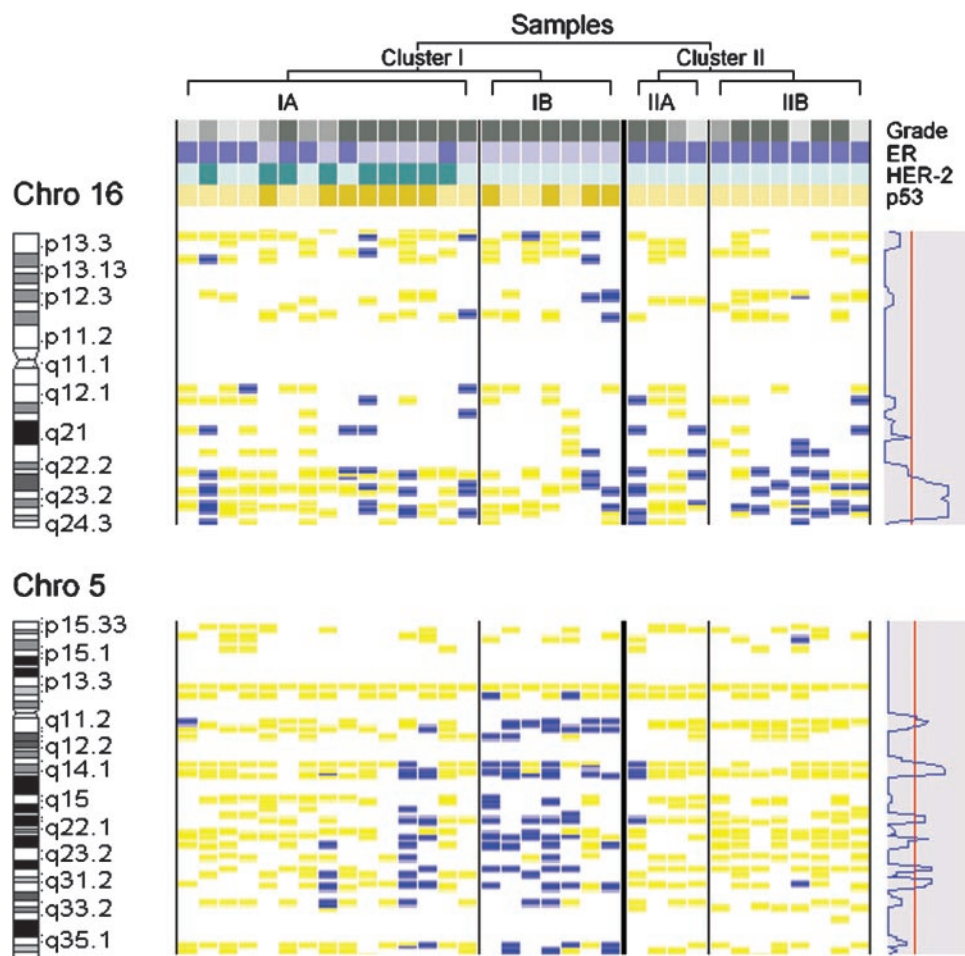 Samples
Cluster I
Cluster II
IA
IB
IIA
IIB
Grade
ER
HER-2
p53
Chro 16
p13.3
p13.13
p12.3
p11.2
q11.1
q12.1
q21
q22.2
q23.2
q24.3
Chro 5
p15.33
p15.1
p13.3
q11.2
q12.2
q14.1
q15
q22.1
q23.2
q31.2
q33.2
q35.1